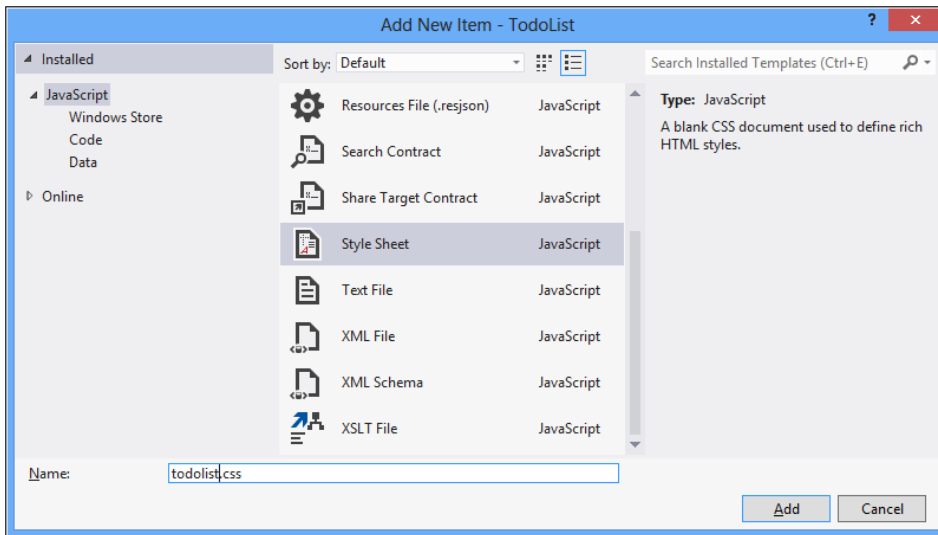 Add New Item - TodoList
?
Installed
JavaScript
Windows Store
Code
Data
Online
Sort by: Default
Resources File (.resjson) JavaScript
Search Contract JavaScript
Share Target Contract JavaScript
Style Sheet JavaScript
Text File JavaScript
XML File JavaScript
XML Schema JavaScript
XSLT File JavaScript
Search Installed Templates (Ctrl+E)
Type: JavaScript
A blank CSS document used to define rich
HTML styles.
Name: todolist.css
Add Cancel